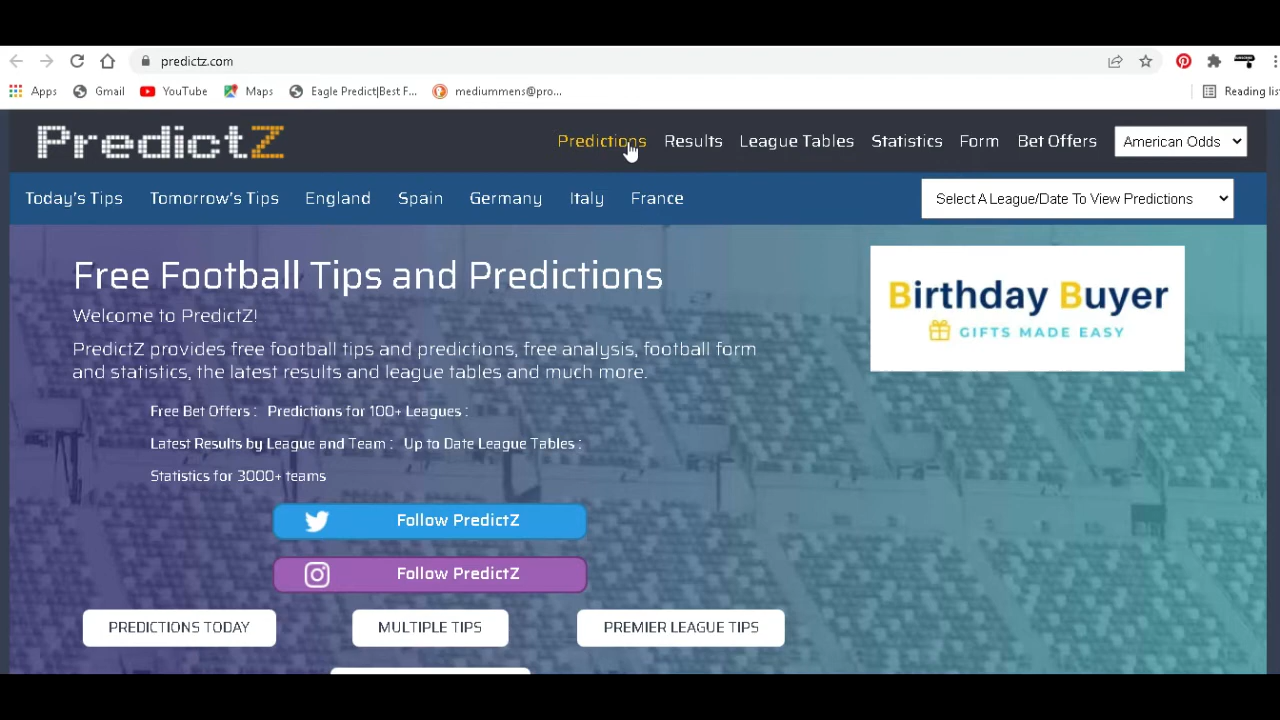 predictz.com
Apps Gmail YouTube Maps Eagle Predict|Best F... mediummens@pro... Reading lis
PredictZ Predictions Results League Tables Statistics Form Bet Offers American Odds
Today's Tips Tomorrow's Tips England Spain Germany Italy France Select A League/Date To View Predictions
Free Football Tips and Predictions
Welcome to PredictZ!
PredictZ provides free football tips and predictions, free analysis, football form
and statistics, the latest results and league tables and much more.
Birthday Buyer
GIFTS MADE EASY
Free Bet Offers : Predictions for 100+ Leagues :
Latest Results by League and Team : Up to Date League Tables :
Statistics for 3000+ teams
Follow PredictZ
Follow PredictZ
PREDICTIONS TODAY MULTIPLE TIPS PREMIER LEAGUE TIPS